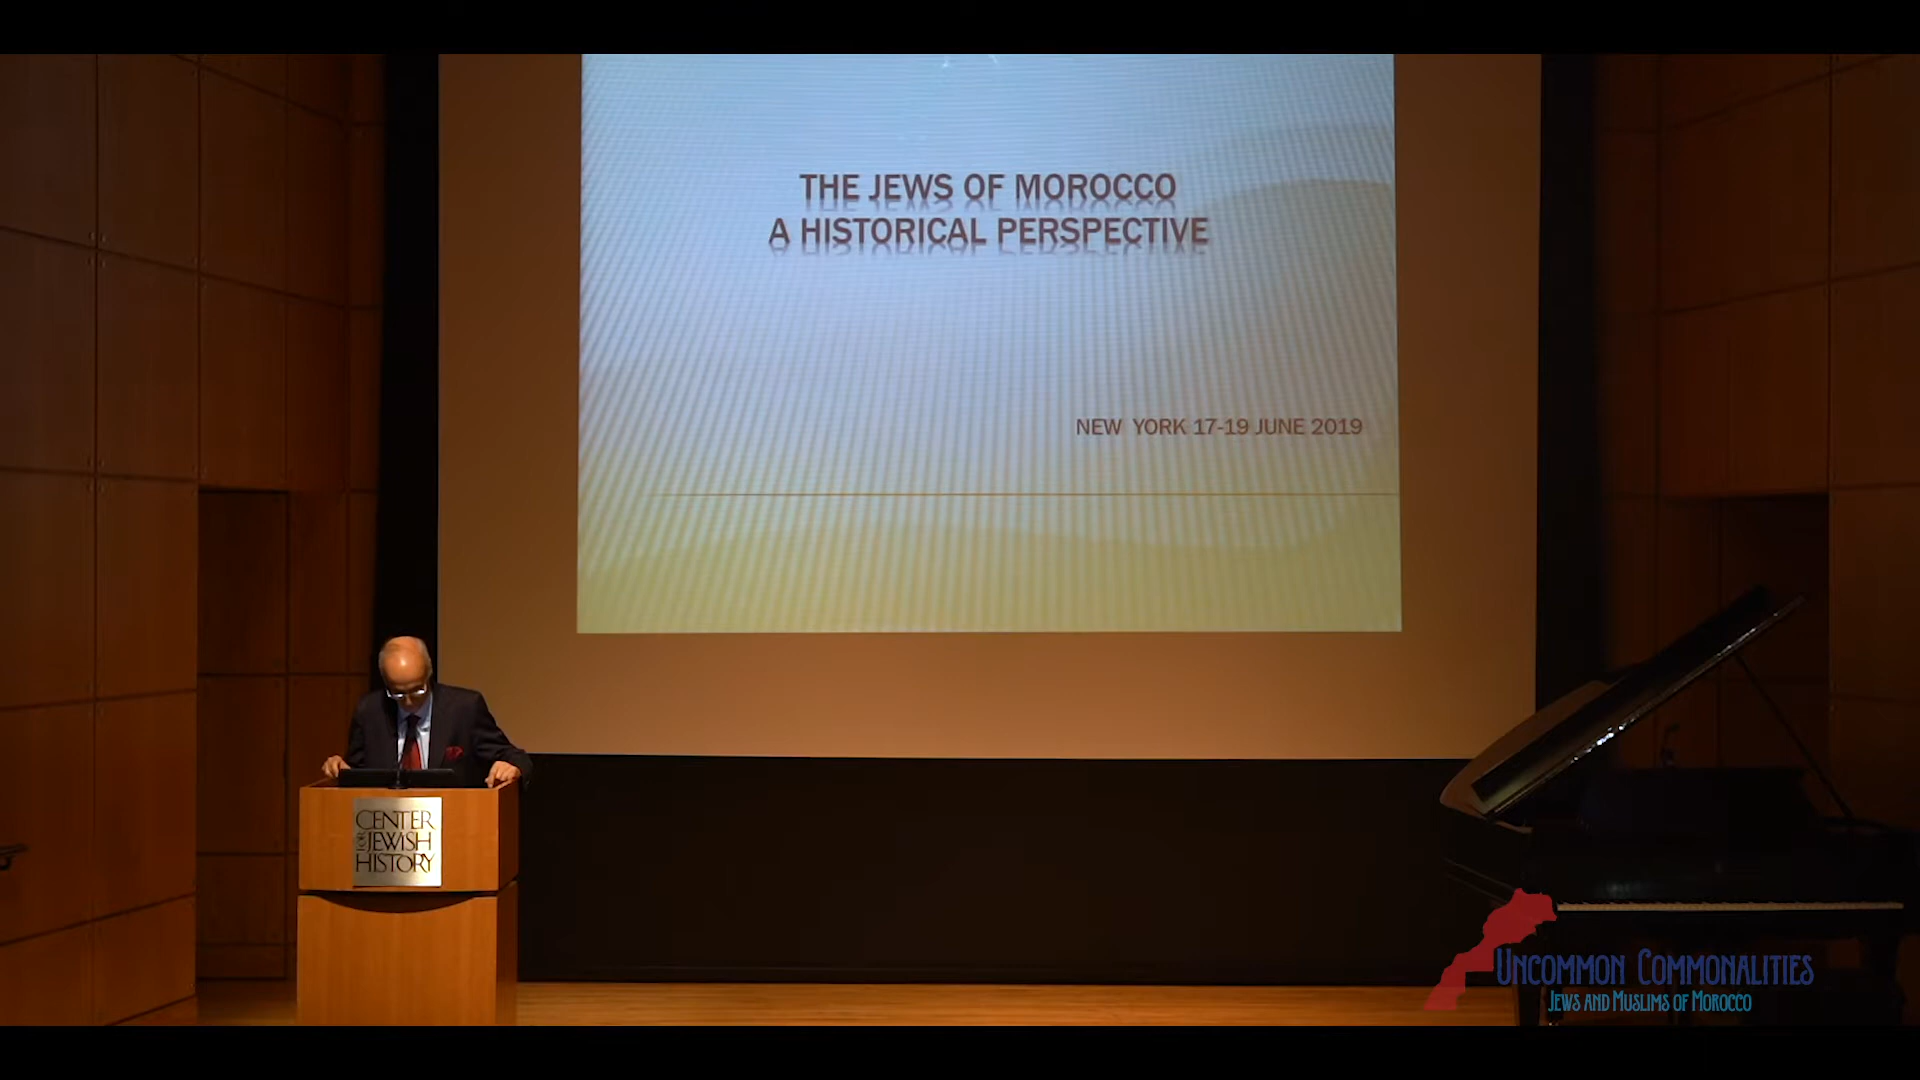 THE JEWS OF MOROCCO
A HISTORICAL PERSPECTIVE
NEW YORK 17-19 JUNE 2019
CENTER
FOR JEWISH
HISTORY
UNCOMMON COMMONALITIES
JEWS AND MUSLIMS OF MOROCCO